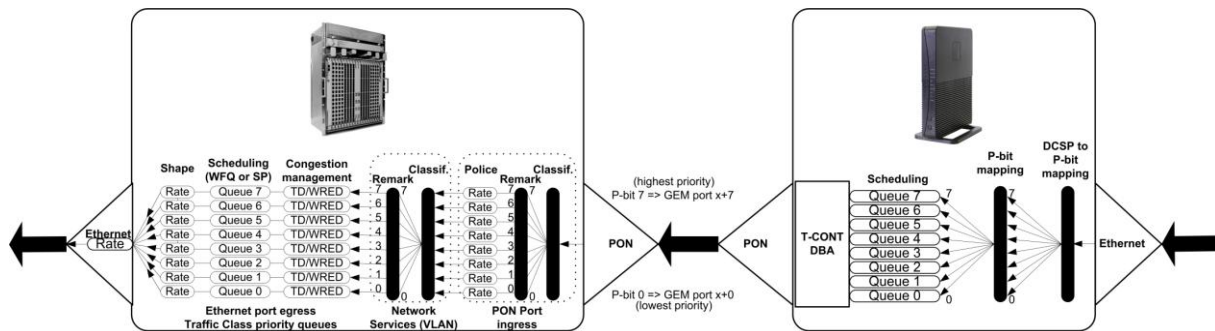 Shape
Scheduling
(WFQ or SP)
Congestion
management
Classif.
Remark
Police
Classif.
Remark
Rate Queue 7 TD/WRED 7 7 Rate 7
Rate Queue 6 TD/WRED 6 Rate 6
Rate Queue 5 TD/WRED 5 Rate 5
Rate Queue 4 TD/WRED 4 Rate 4
Rate Queue 3 TD/WRED 3 Rate 3
Rate Queue 2 TD/WRED 2 Rate 2
Rate Queue 1 TD/WRED 1 Rate 1
Rate Queue 0 TD/WRED 0 0 Rate 0
Ethernet
Rate
Ethernet port egress
Traffic Class priority queues
Network
Services (VLAN)
PON Port
ingress
PON
(highest priority)
P-bit 7 => GEM port x+7
P-bit 0 => GEM port x+0
(lowest priority)
PON
T-CONT
DBA
Scheduling
Queue 7 7
Queue 6
Queue 5
Queue 4
Queue 3
Queue 2
Queue 1
Queue 0 0
P-bit
mapping
7
0
DCSP to
P-bit
mapping
Ethernet